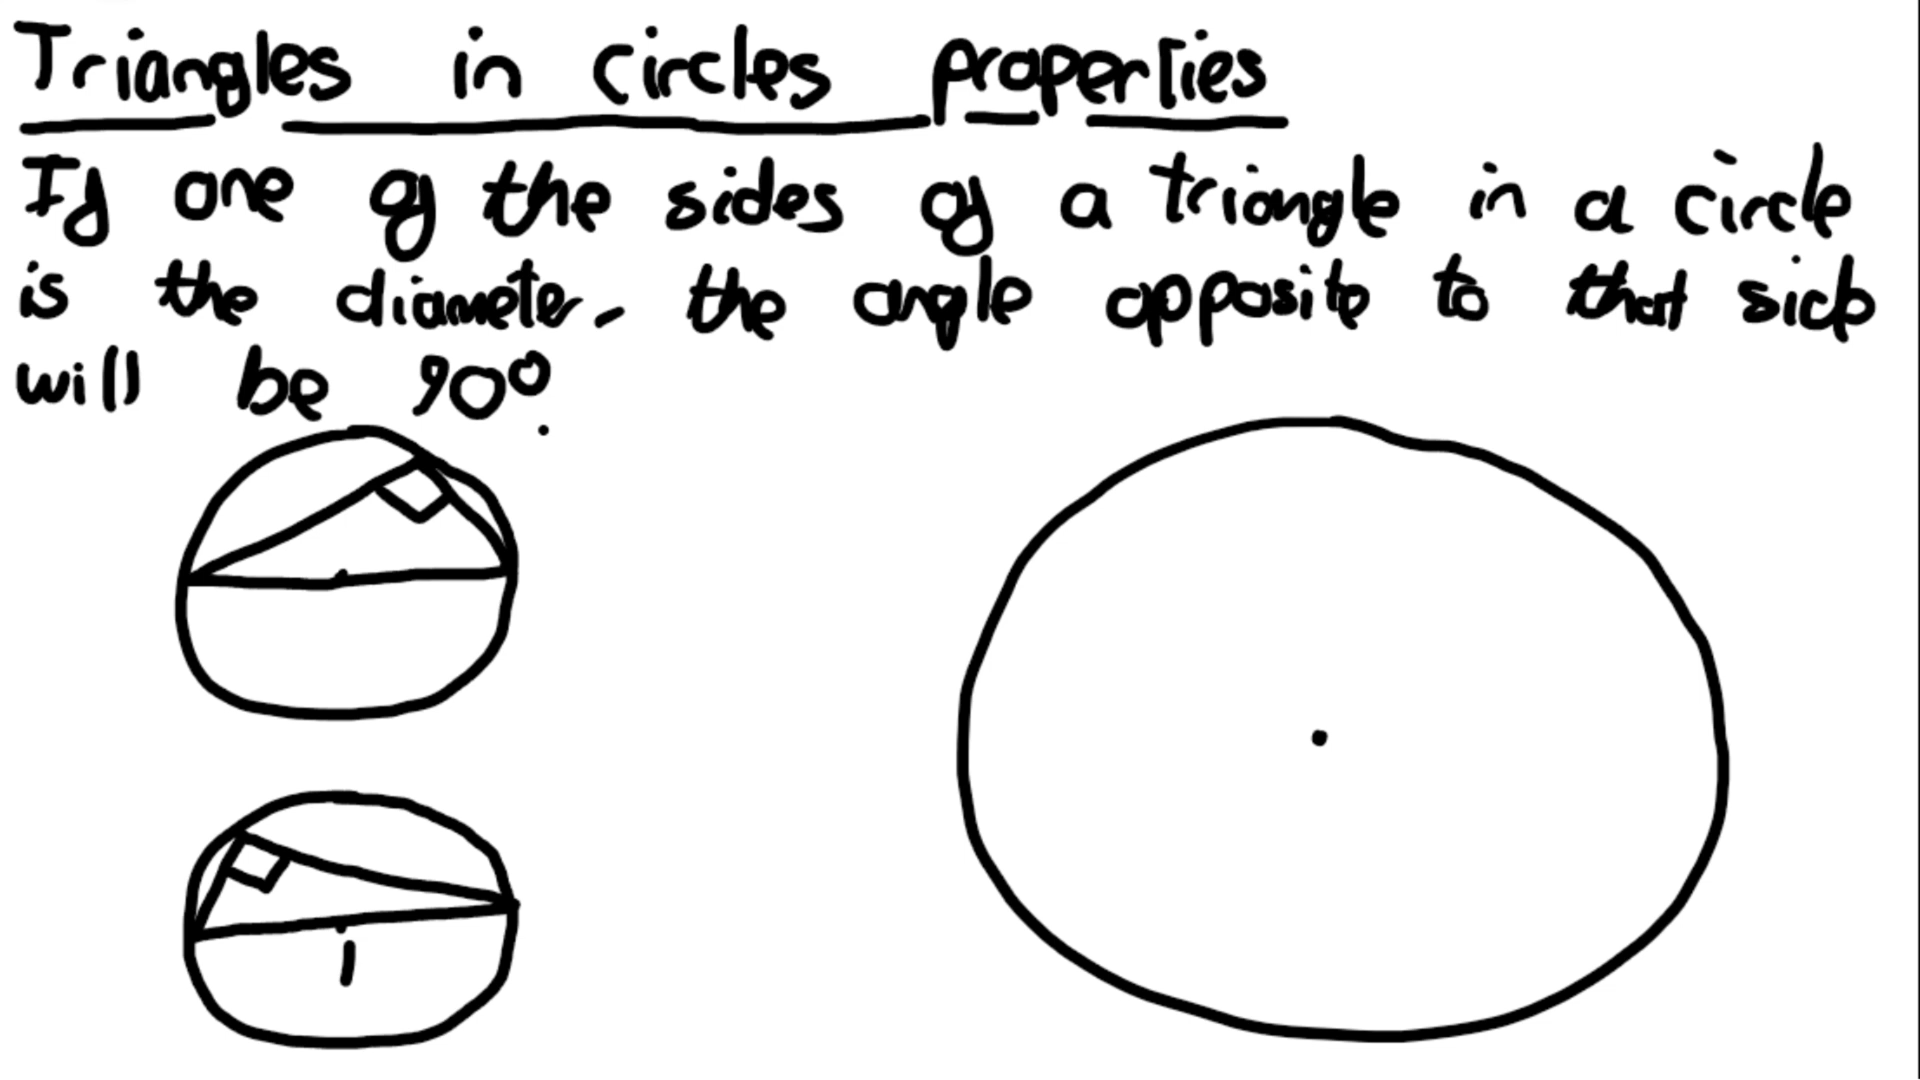 Triangles in circles properties
If one of the sides of a triangle in a circle
is the diameter, the angle opposite to that side
will be 90°.
1